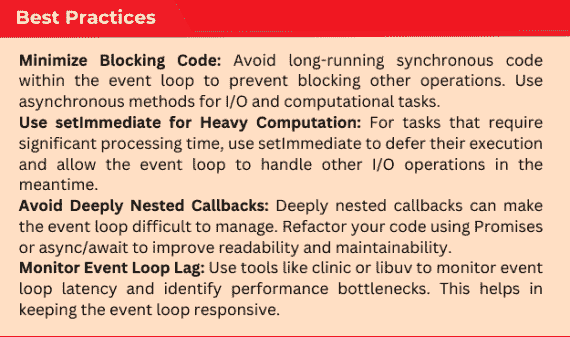 Best Practices
Minimize Blocking Code: Avoid long-running synchronous code
within the event loop to prevent blocking other operations. Use
asynchronous methods for I/O and computational tasks.
Use setImmediate for Heavy Computation: For tasks that require
significant processing time, use setImmediate to defer their execution
and allow the event loop to handle other I/O operations in the
meantime.
Avoid Deeply Nested Callbacks: Deeply nested callbacks can make
the event loop difficult to manage. Refactor your code using Promises
or async/await to improve readability and maintainability.
Monitor Event Loop Lag: Use tools like clinic or libuv to monitor event
loop latency and identify performance bottlenecks. This helps in
keeping the event loop responsive.